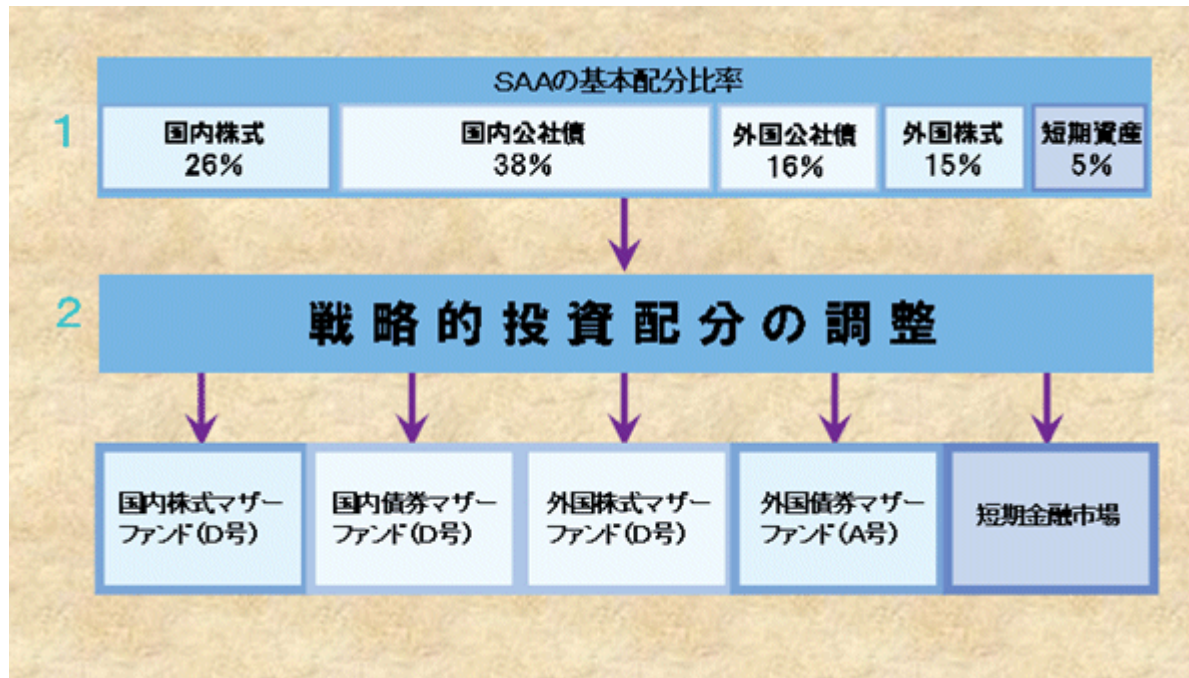 SAAの基本配分比率
1
国内株式
26%
国内公社債
38%
外国公社債
16%
外国株式
15%
短期資産
5%
2
戦略的投資配分の調整
国内株式マザー
ファンド(D号)
国内債券マザー
ファンド(D号)
外国株式マザー
ファンド(D号)
外国債券マザー
ファンド(A号)
短期金融市場